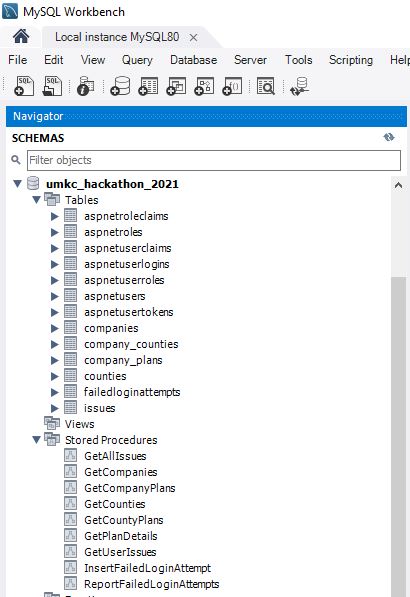 MySQL Workbench
Local instance MySQL80
File Edit View Query Database Server Tools Scripting Help
Navigator
SCHEMAS
Filter objects
umkc_hackathon_2021
Tables
aspnetroleclaims
aspnetroles
aspnetuserclaims
aspnetuserlogins
aspnetuserroles
aspnetusers
aspnetusertokens
companies
company_counties
company_plans
counties
failedloginattempts
issues
Views
Stored Procedures
GetAllIssues
GetCompanies
GetCompanyPlans
GetCounties
GetCountyPlans
GetPlanDetails
GetUserIssues
InsertFailedLoginAttempt
ReportFailedLoginAttempts